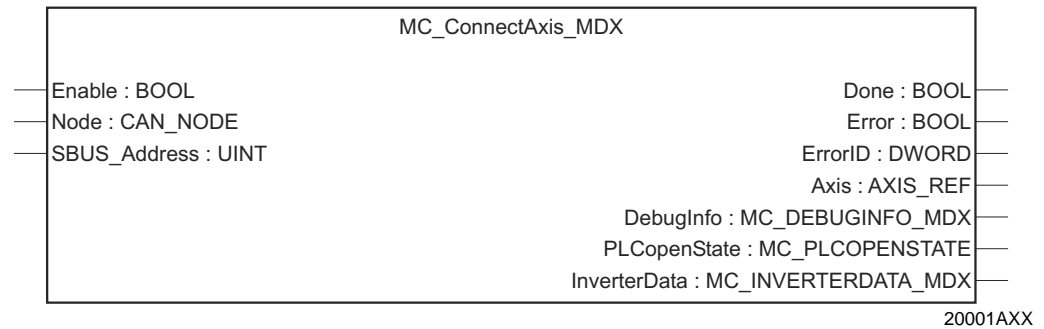 MC_ConnectAxis_MDX
Enable : BOOL
Done : BOOL
Node : CAN_NODE
Error : BOOL
SBUS_Address : UINT
ErrorID : DWORD
Axis : AXIS_REF
DebugInfo : MC_DEBUGINFO_MDX
PLCopenState : MC_PLCOPENSTATE
InverterData : MC_INVERTERDATA_MDX
20001AXX